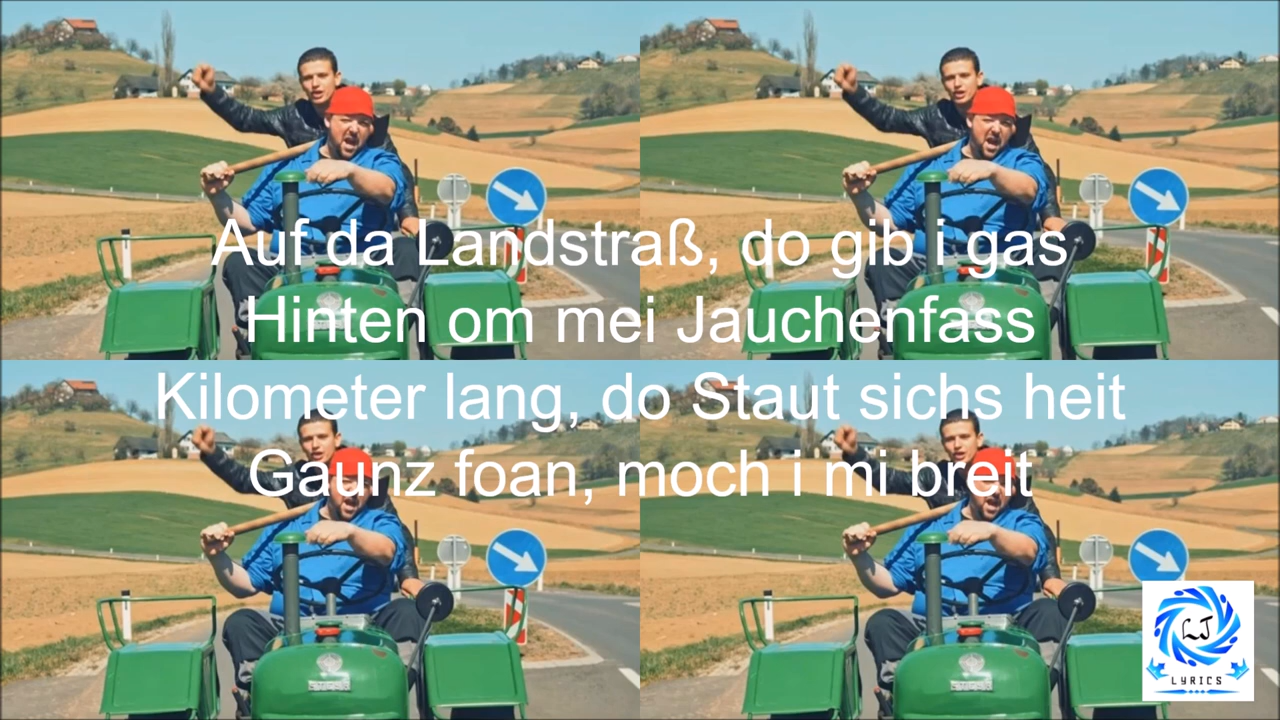 Auf da Landstraß, do gib i gas
Hinten om mei Jauchenfass
Kilometer lang, do Staut sichs heit
Gaunz foan, moch i mi breit
LJ
LYRICS